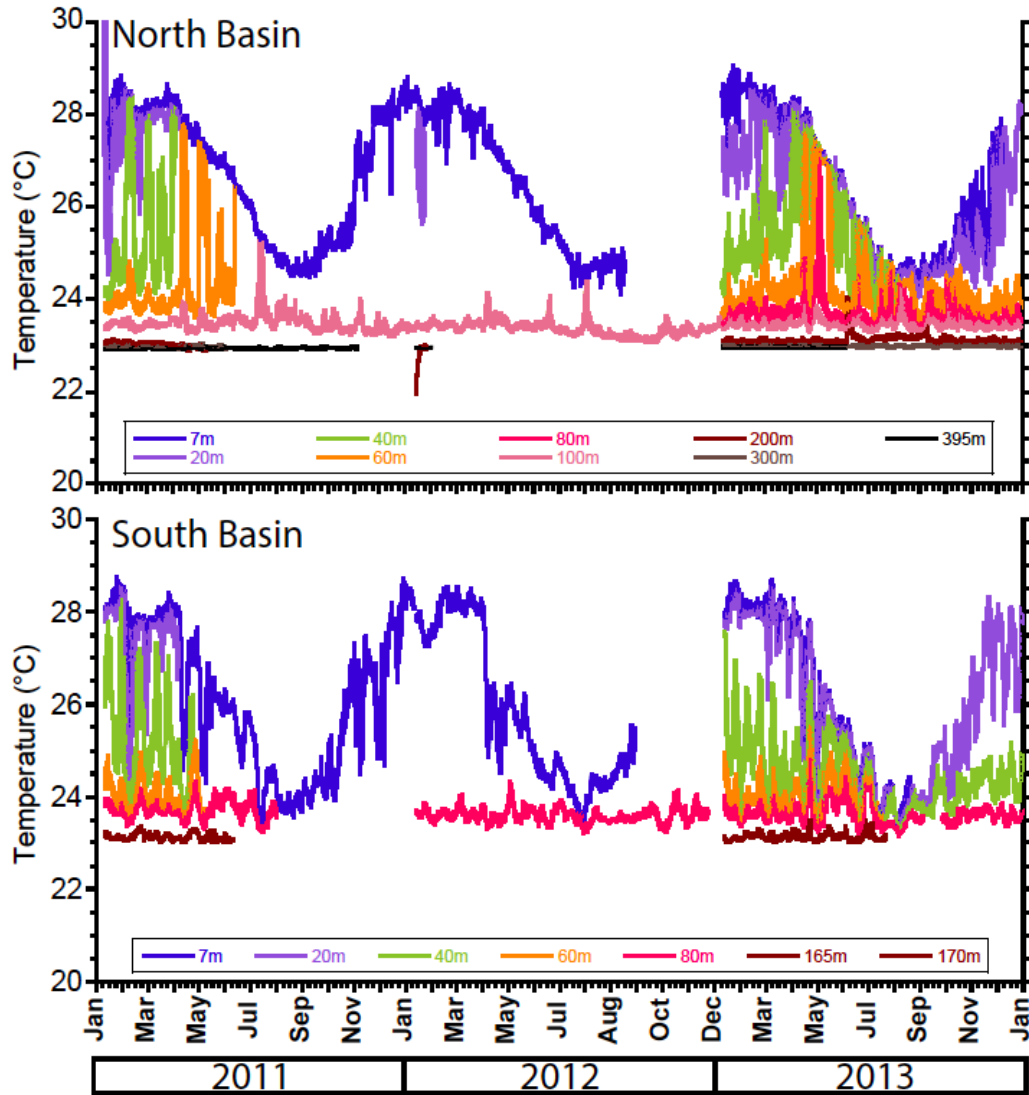 North Basin
Temperature (°C)
30
28
26
24
22
20
7m 40m 80m 200m 395m
20m 60m 100m 300m
South Basin
Temperature (°C)
30
28
26
24
22
20
7m 20m 40m 60m 80m 165m 170m
Jan Mar May Jul Sep Nov Jan Mar May Jun Aug Oct Dec Mar May Jul Sep Nov Jan
2011 2012 2013